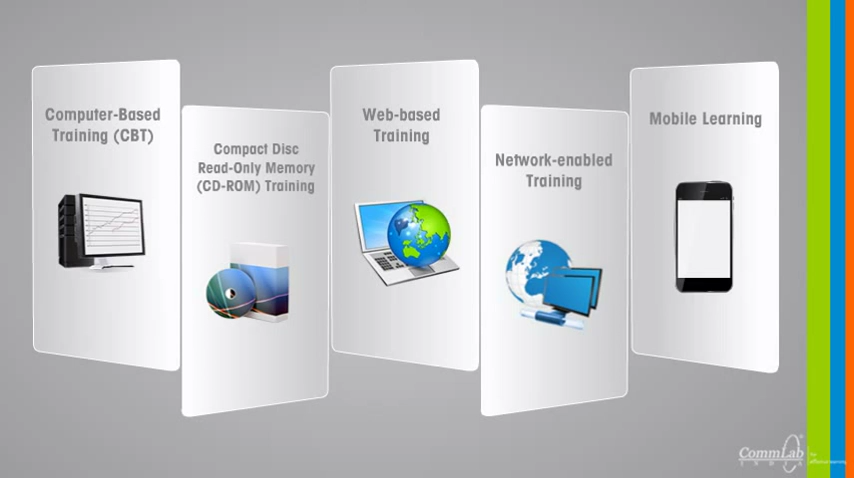 Computer-Based
Training (CBT)
Compact Disc
Read-Only Memory
(CD-ROM) Training
Web-based
Training
Network-enabled
Training
Mobile Learning
CommLab
INDIA